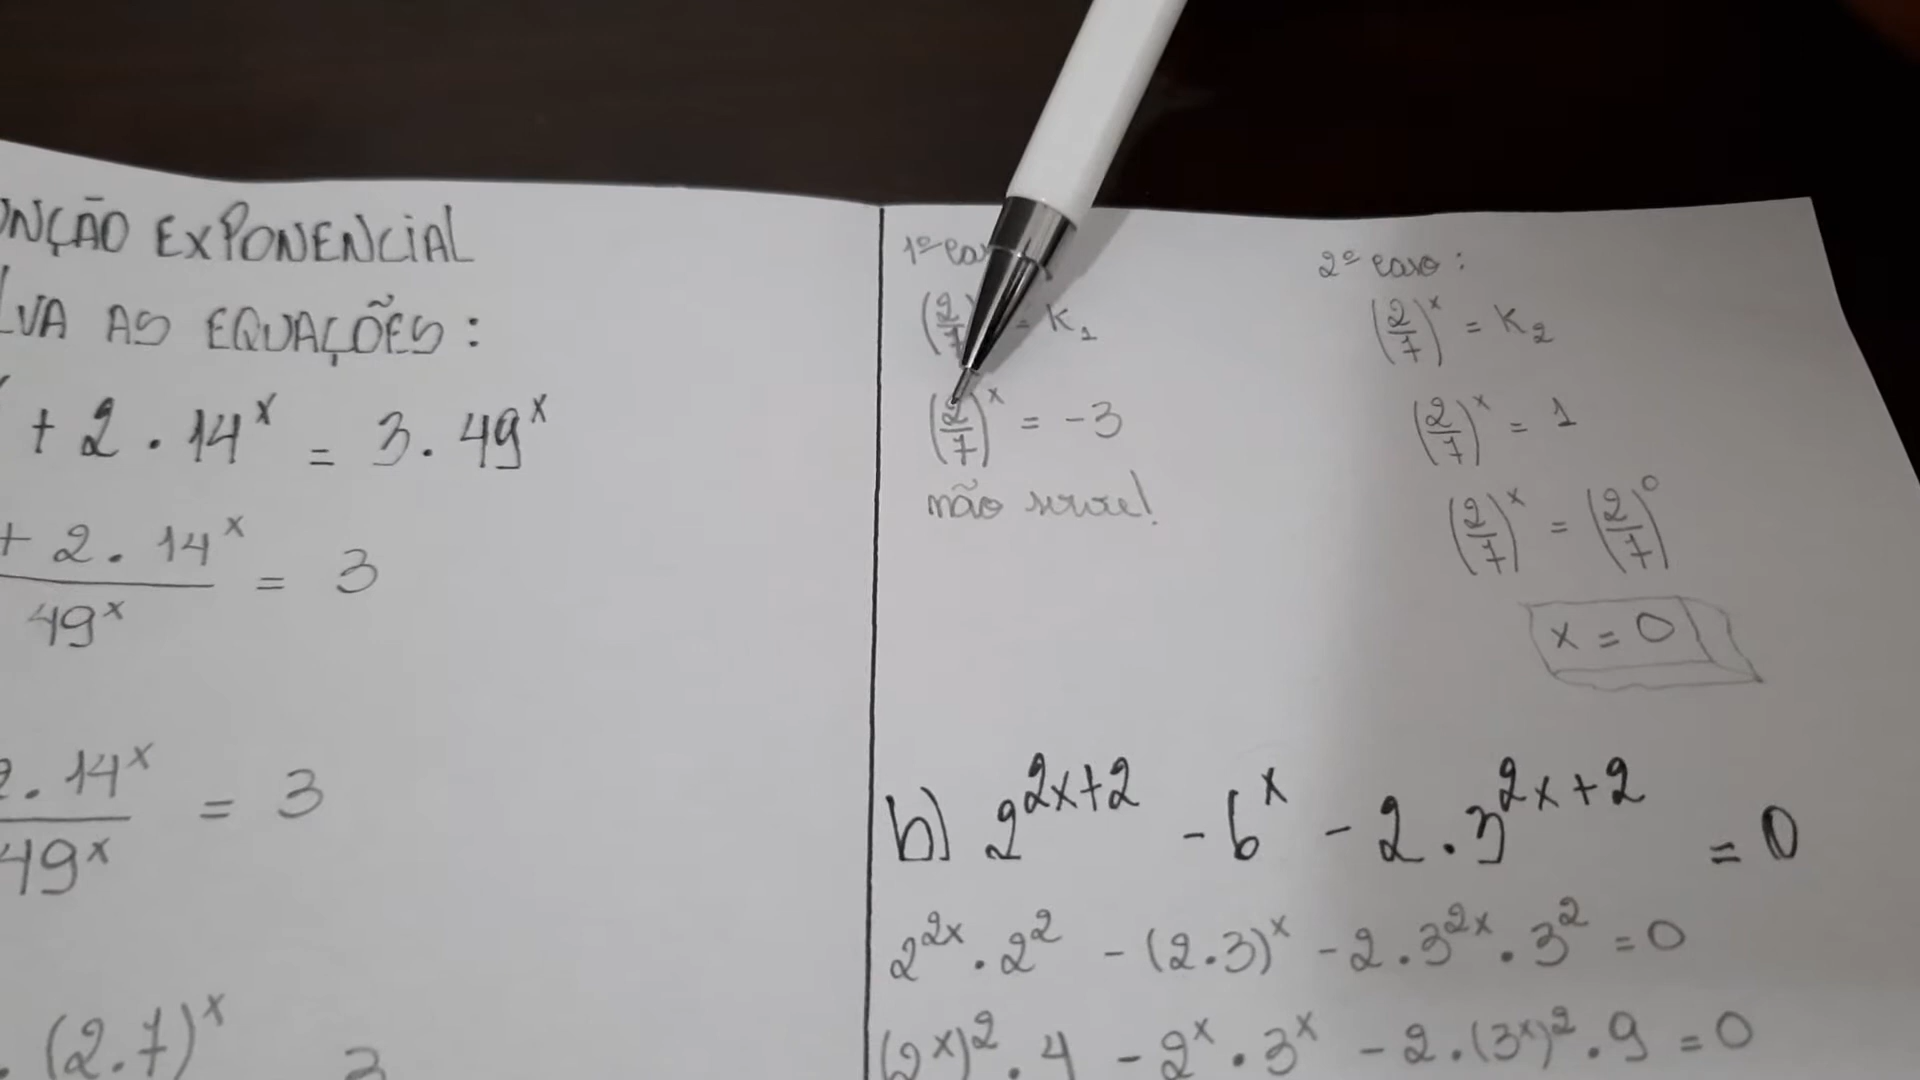 NÇÃO EXPONENCIAL
LVA AS EQUAÇÕES:
+ 2 . 14^x = 3 . 49^x
+ 2 . 14^x / 49^x = 3
2 . 14^x / 49^x = 3
. (2.7)^x
1º
(2/7) = K₁
(2/7)^x = -3
não serve!
2º caso:
(2/7)^x = K₂
(2/7)^x = 1
(2/7)^x = (2/7)^0
x = 0
b) 2^(2x+2) - 6^x - 2 . 3^(2x+2) = 0
2^(2x) . 2^2 - (2.3)^x - 2 . 3^(2x) . 3^2 = 0
(2^x)^2 . 4 - 2^x . 3^x - 2 . (3^x)^2 . 9 = 0